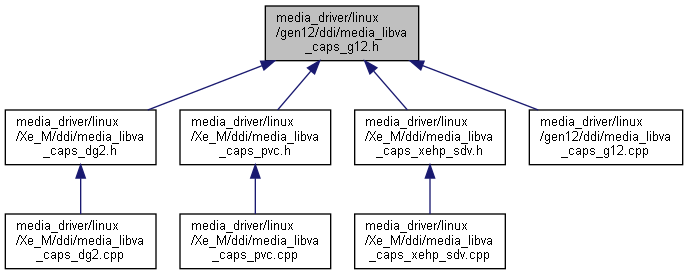 media_driver/linux
/gen12/ddi/media_libva
_caps_g12.h
media_driver/linux
/Xe_M/ddi/media_libva
_caps_dg2.h
media_driver/linux
/Xe_M/ddi/media_libva
_caps_pvc.h
media_driver/linux
/Xe_M/ddi/media_libva
_caps_xehp_sdv.h
media_driver/linux
/gen12/ddi/media_libva
_caps_g12.cpp
media_driver/linux
/Xe_M/ddi/media_libva
_caps_dg2.cpp
media_driver/linux
/Xe_M/ddi/media_libva
_caps_pvc.cpp
media_driver/linux
/Xe_M/ddi/media_libva
_caps_xehp_sdv.cpp